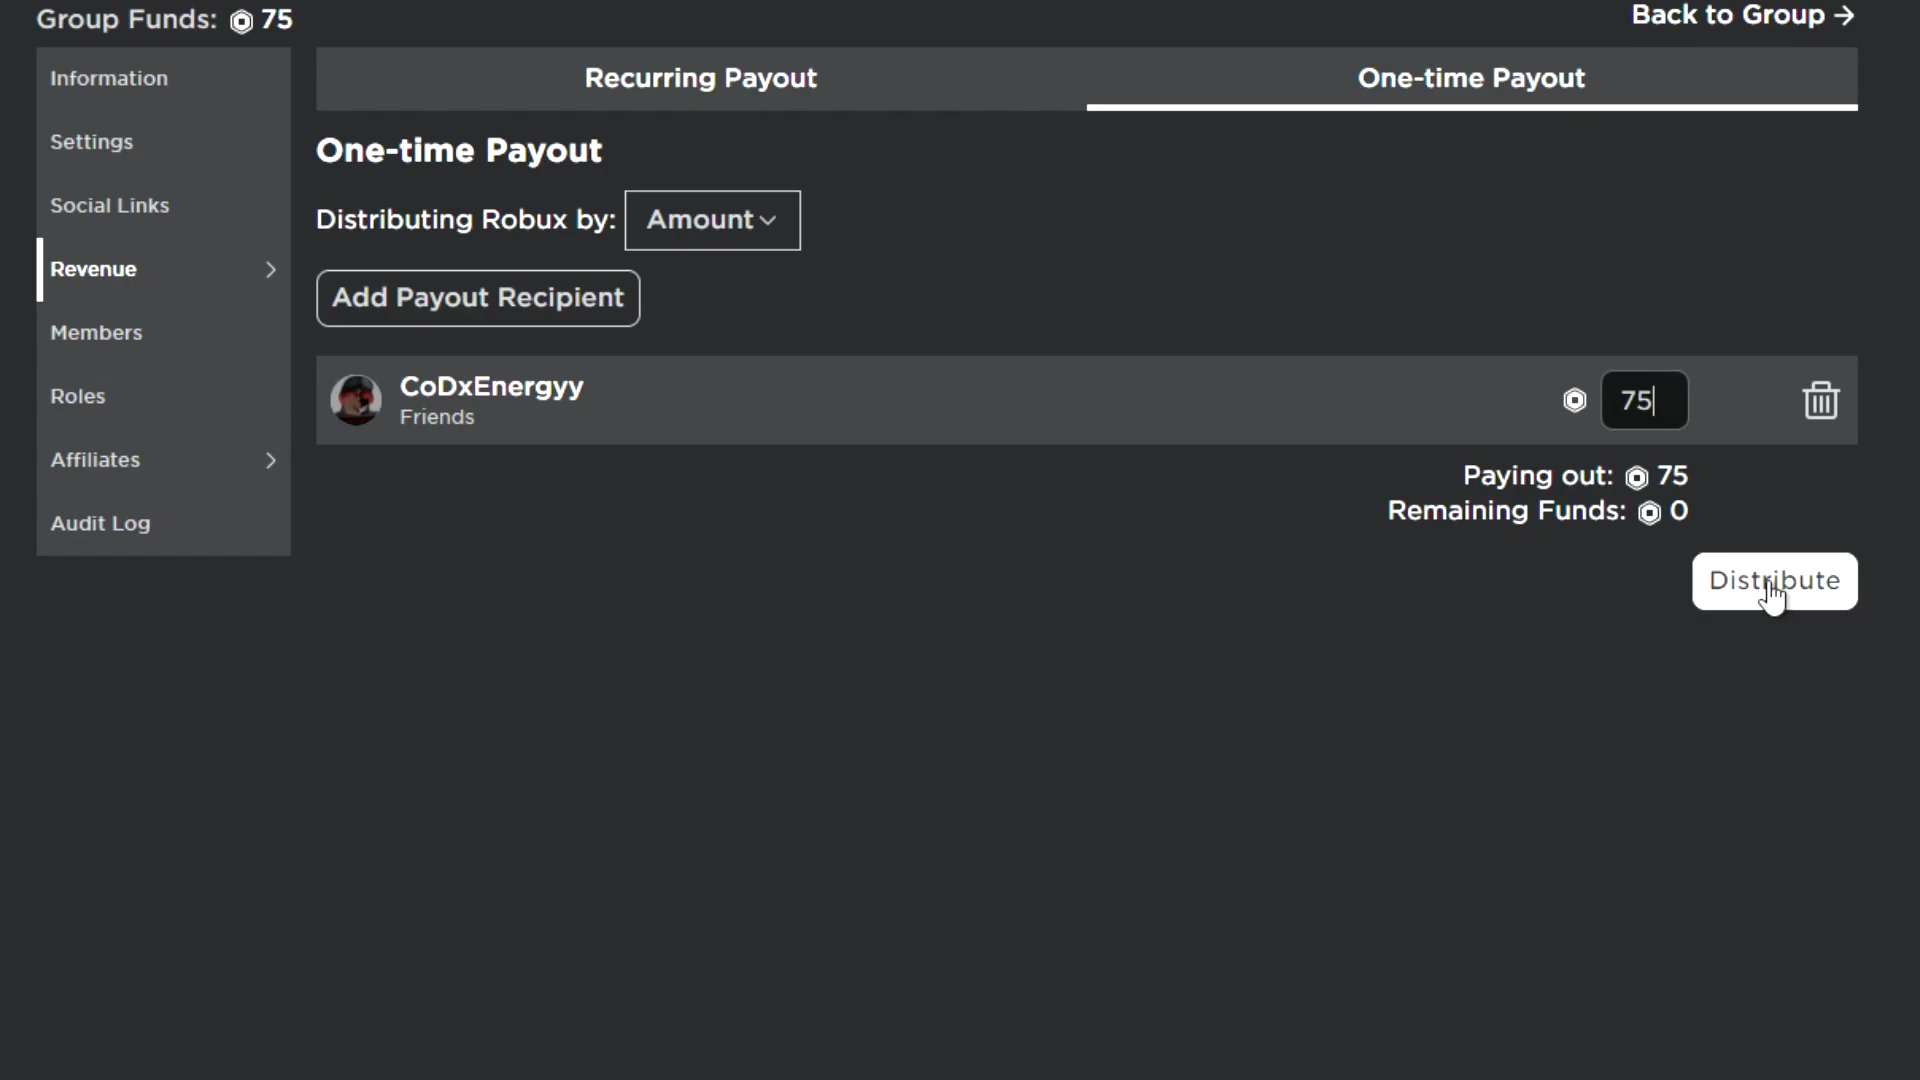 Group Funds: 75
Back to Group
Information
Settings
Social Links
Revenue
Members
Roles
Affiliates
Audit Log
Recurring Payout
One-time Payout
One-time Payout
Distributing Robux by: Amount
Add Payout Recipient
CoDxEnergyy
Friends
75
Paying out: 75
Remaining Funds: 0
Distribute